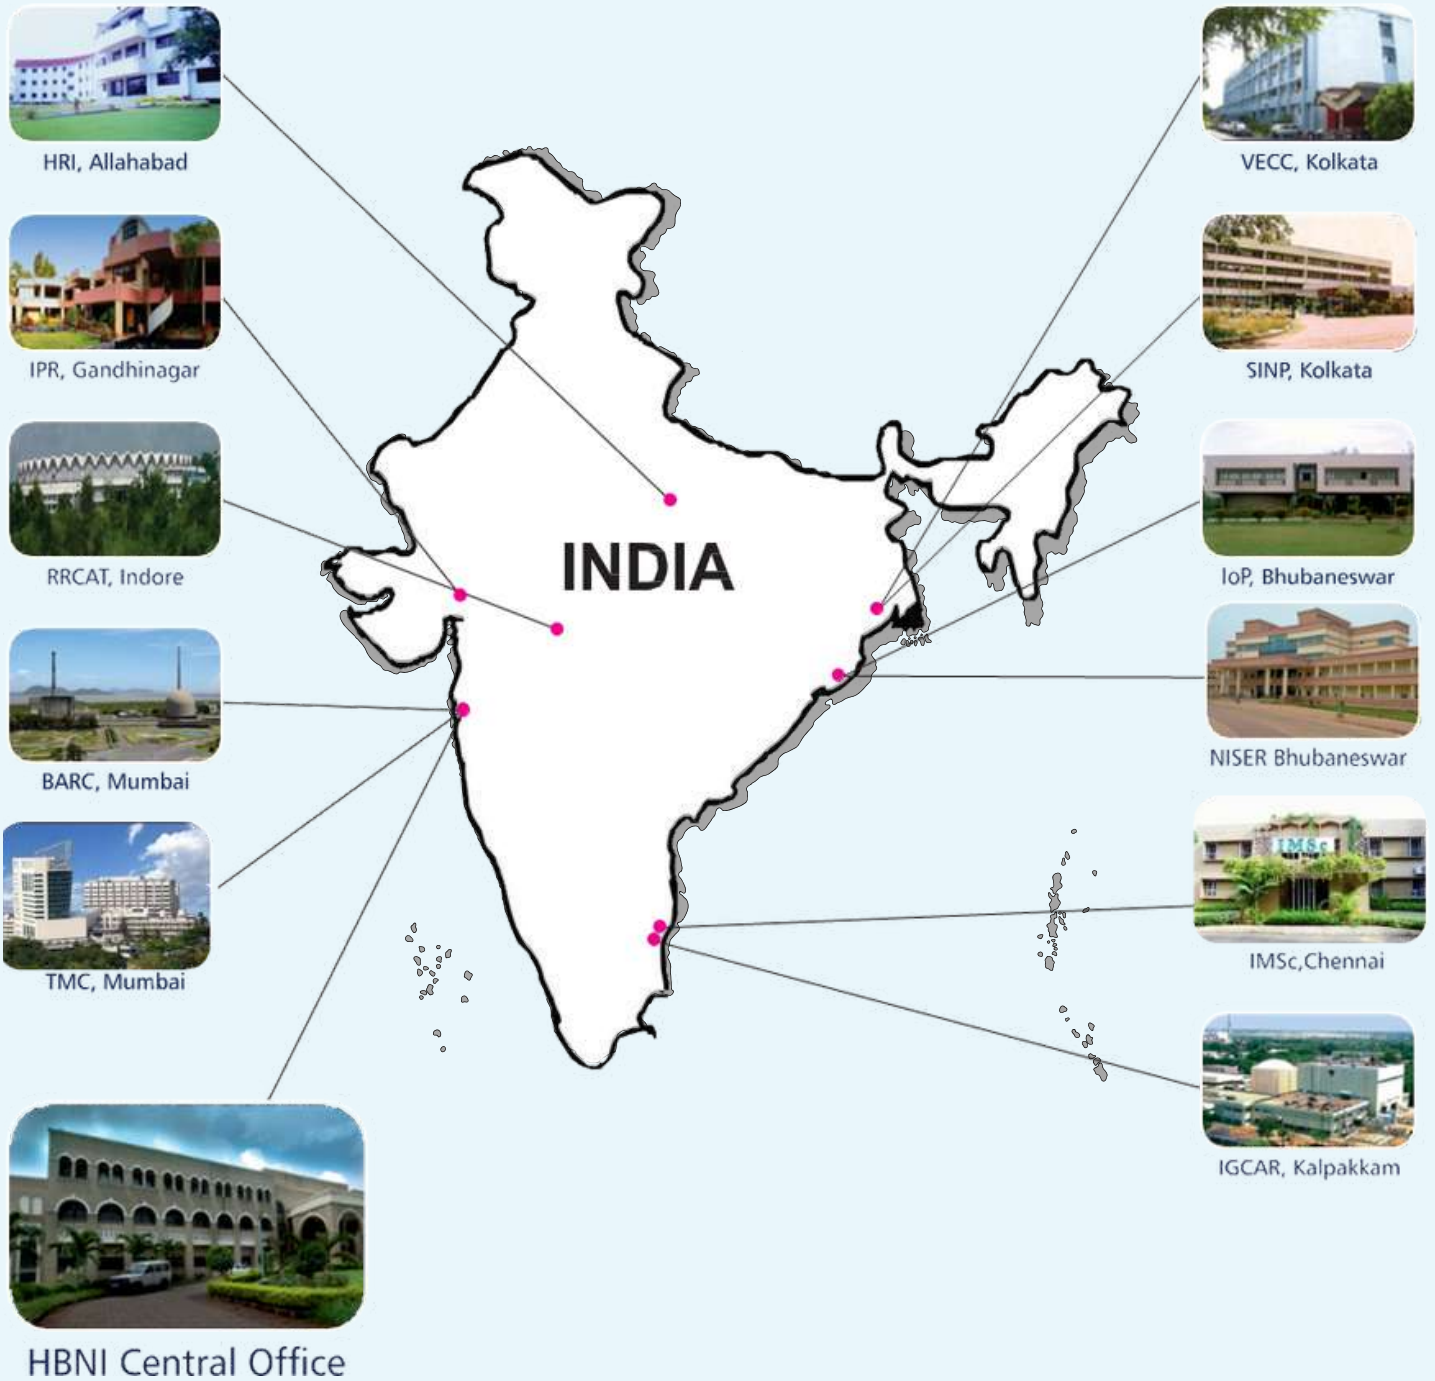 HRI, Allahabad
VECC, Kolkata
IPR, Gandhinagar
SINP, Kolkata
RRCAT, Indore
INDIA
IoP, Bhubaneswar
BARC, Mumbai
NISER Bhubaneswar
TMC, Mumbai
IMSc
IMSc,Chennai
IGCAR, Kalpakkam
HBNI Central Office